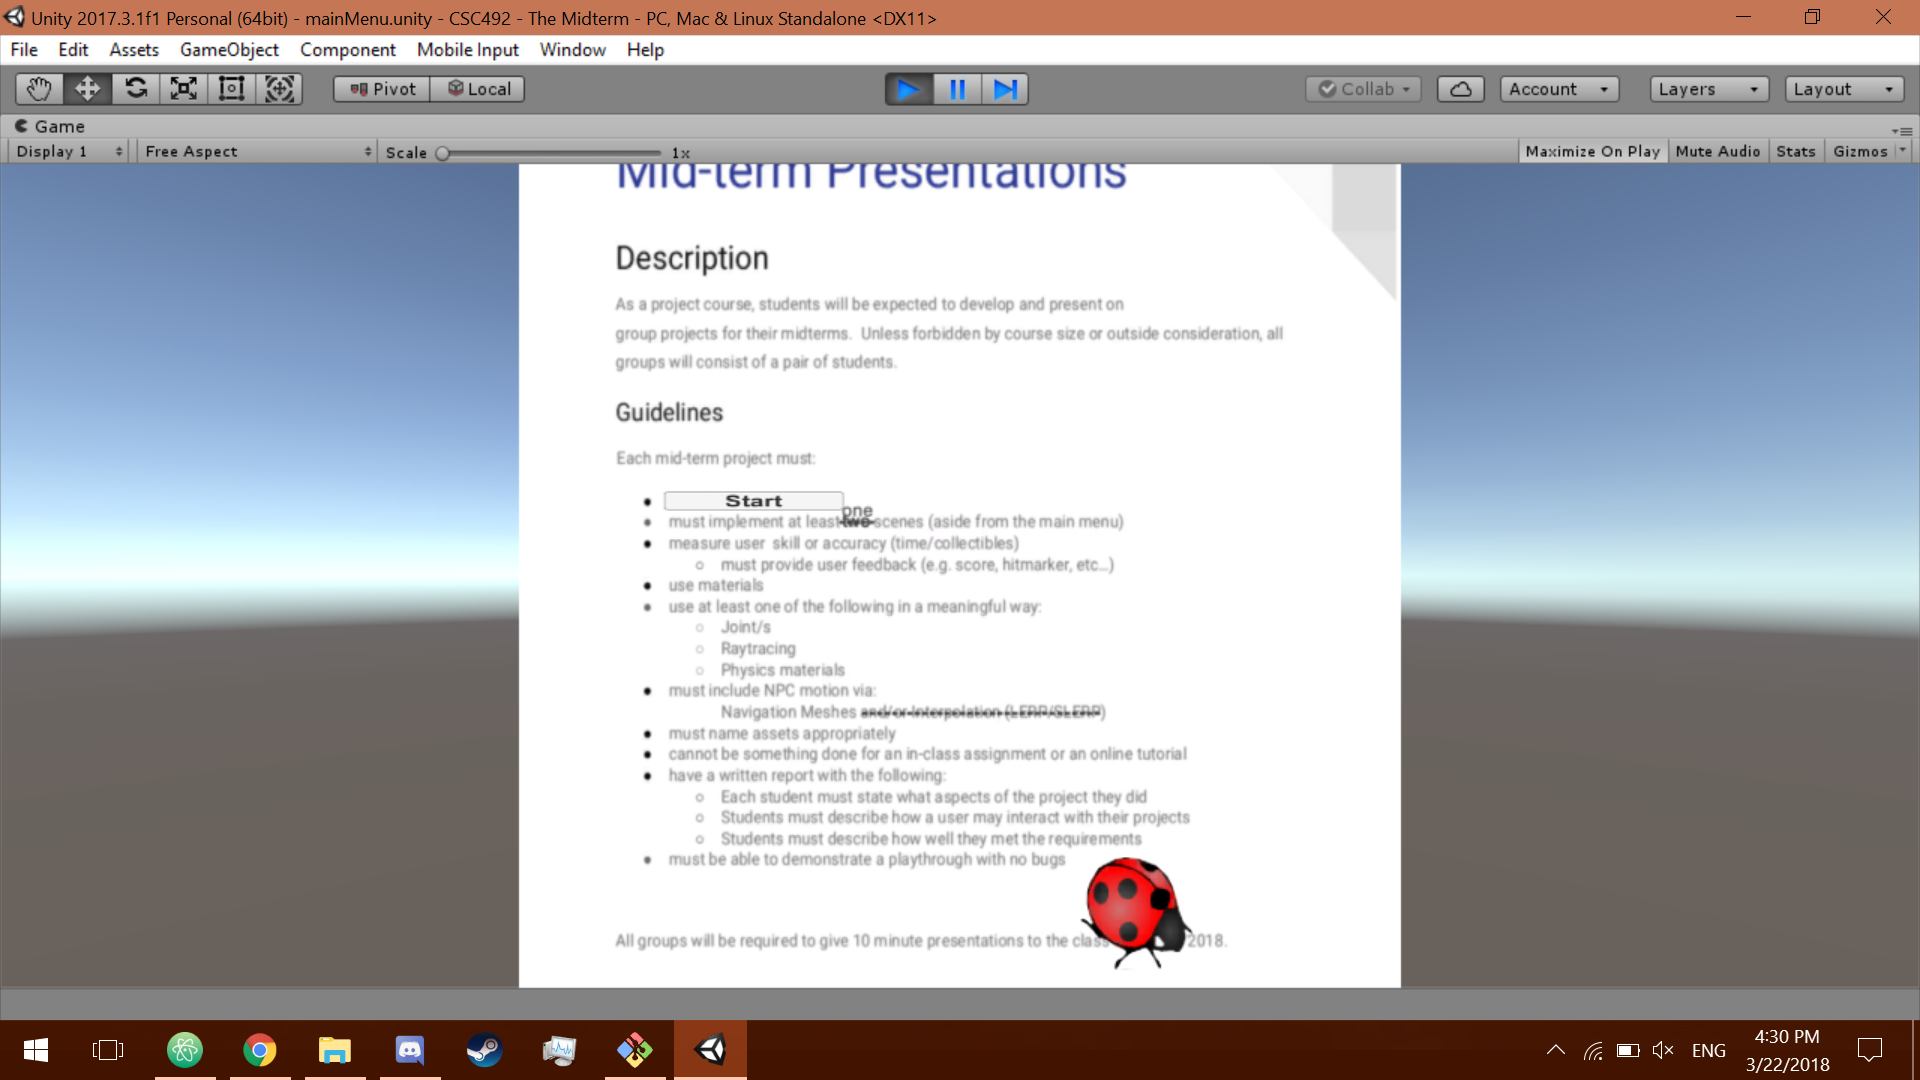 Unity 2017.3.1f1 Personal (64bit) - mainMenu.unity - CSC492 - The Midterm - PC, Mac & Linux Standalone <DX11>
File Edit Assets GameObject Component Mobile Input Window Help
Pivot Local Collab Account Layers Layout
Game
Display 1 Free Aspect Scale 1x Maximize On Play Mute Audio Stats Gizmos
Mid-term Presentations
Description
As a project course, students will be expected to develop and present on
group projects for their midterms. Unless forbidden by course size or outside consideration, all
groups will consist of a pair of students.
Guidelines
Each mid-term project must:
Start
one
must implement at least two scenes (aside from the main menu)
measure user skill or accuracy (time/collectibles)
must provide user feedback (e.g. score, hitmarker, etc...)
use materials
use at least one of the following in a meaningful way:
Joint/s
Raytracing
Physics materials
must include NPC motion via:
Navigation Meshes and/or Interpolation (LERP/SLERP)
must name assets appropriately
cannot be something done for an in-class assignment or an online tutorial
have a written report with the following:
Each student must state what aspects of the project they did
Students must describe how a user may interact with their projects
Students must describe how well they met the requirements
must be able to demonstrate a playthrough with no bugs
All groups will be required to give 10 minute presentations to the class 2018.
ENG
4:30 PM
3/22/2018